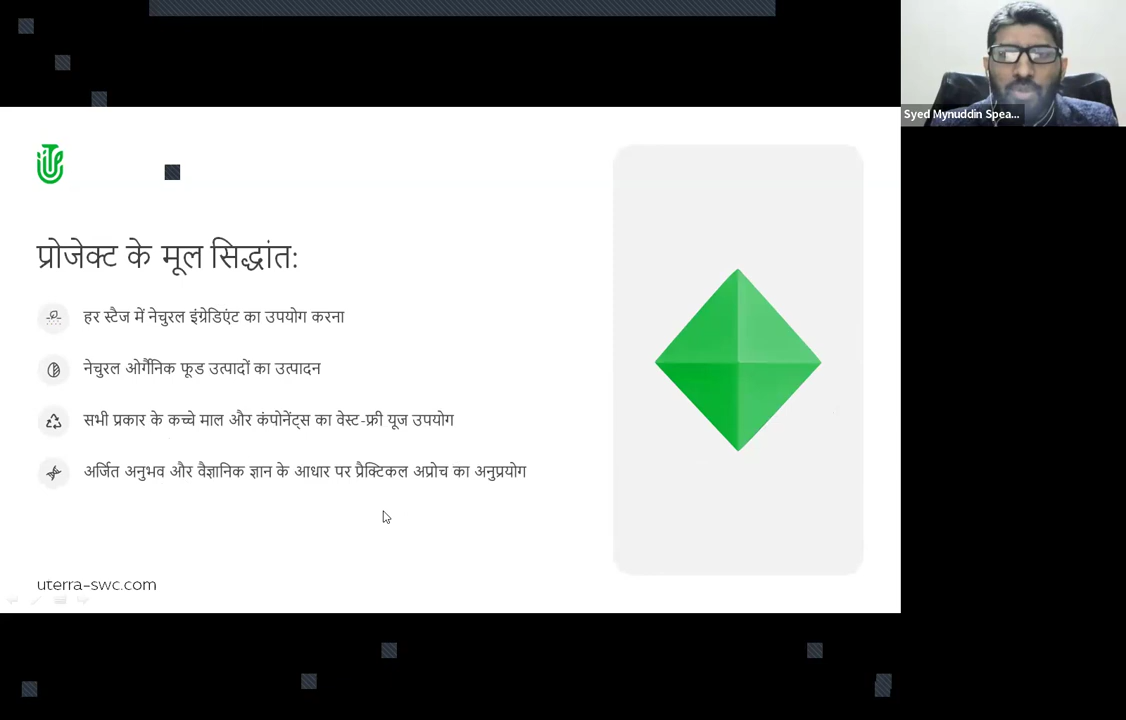 Syed Mynuddin Spea...
प्रोजेक्ट के मूल सिद्धांत:
हर स्टैज में नेचुरल इंग्रेडिएंट का उपयोग करना
नेचुरल ओर्गैनिक फूड उत्पादों का उत्पादन
सभी प्रकार के कच्चे माल और कंपोनेंट्स का वेस्ट-फ्री यूज उपयोग
अर्जित अनुभव और वैज्ञानिक ज्ञान के आधार पर प्रैक्टिकल अप्रोच का अनुप्रयोग
uterra-swc.com